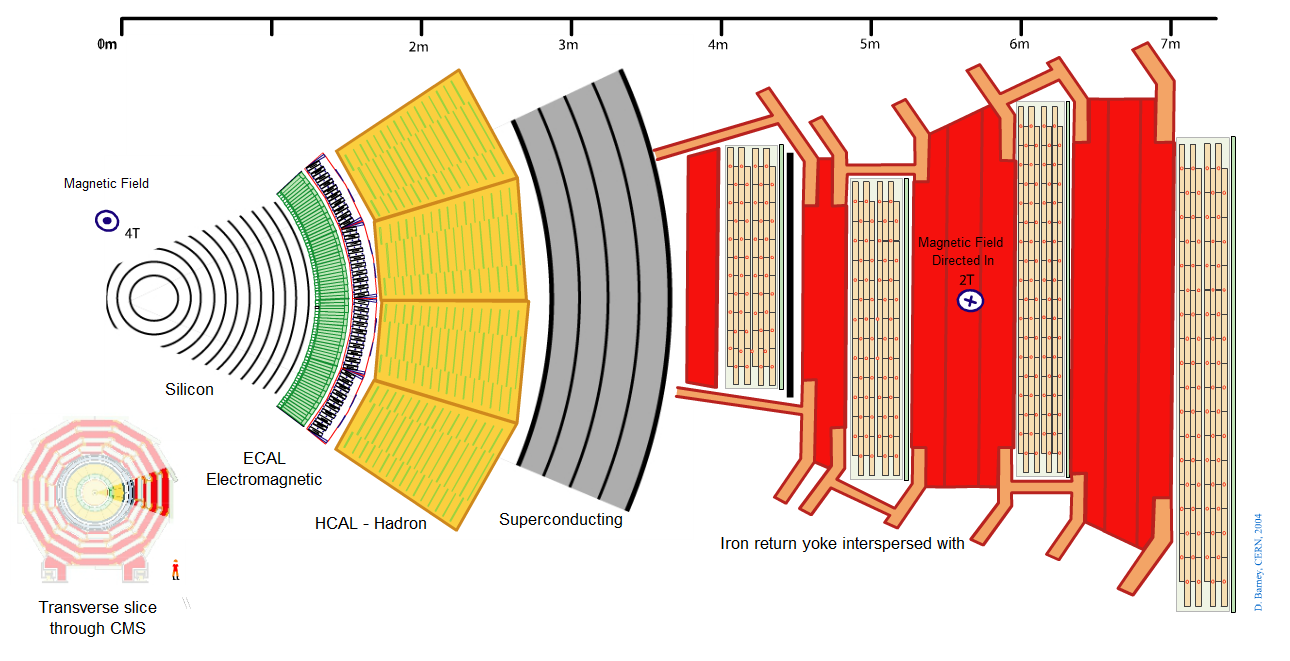 0m
2m
3m
4m
5m
6m
7m
Magnetic Field
4T
Magnetic Field
Directed In
2T
Silicon
ECAL
Electromagnetic
HCAL - Hadron
Superconducting
Iron return yoke interspersed with
Transverse slice
through CMS
D. Barney, CERN, 2004